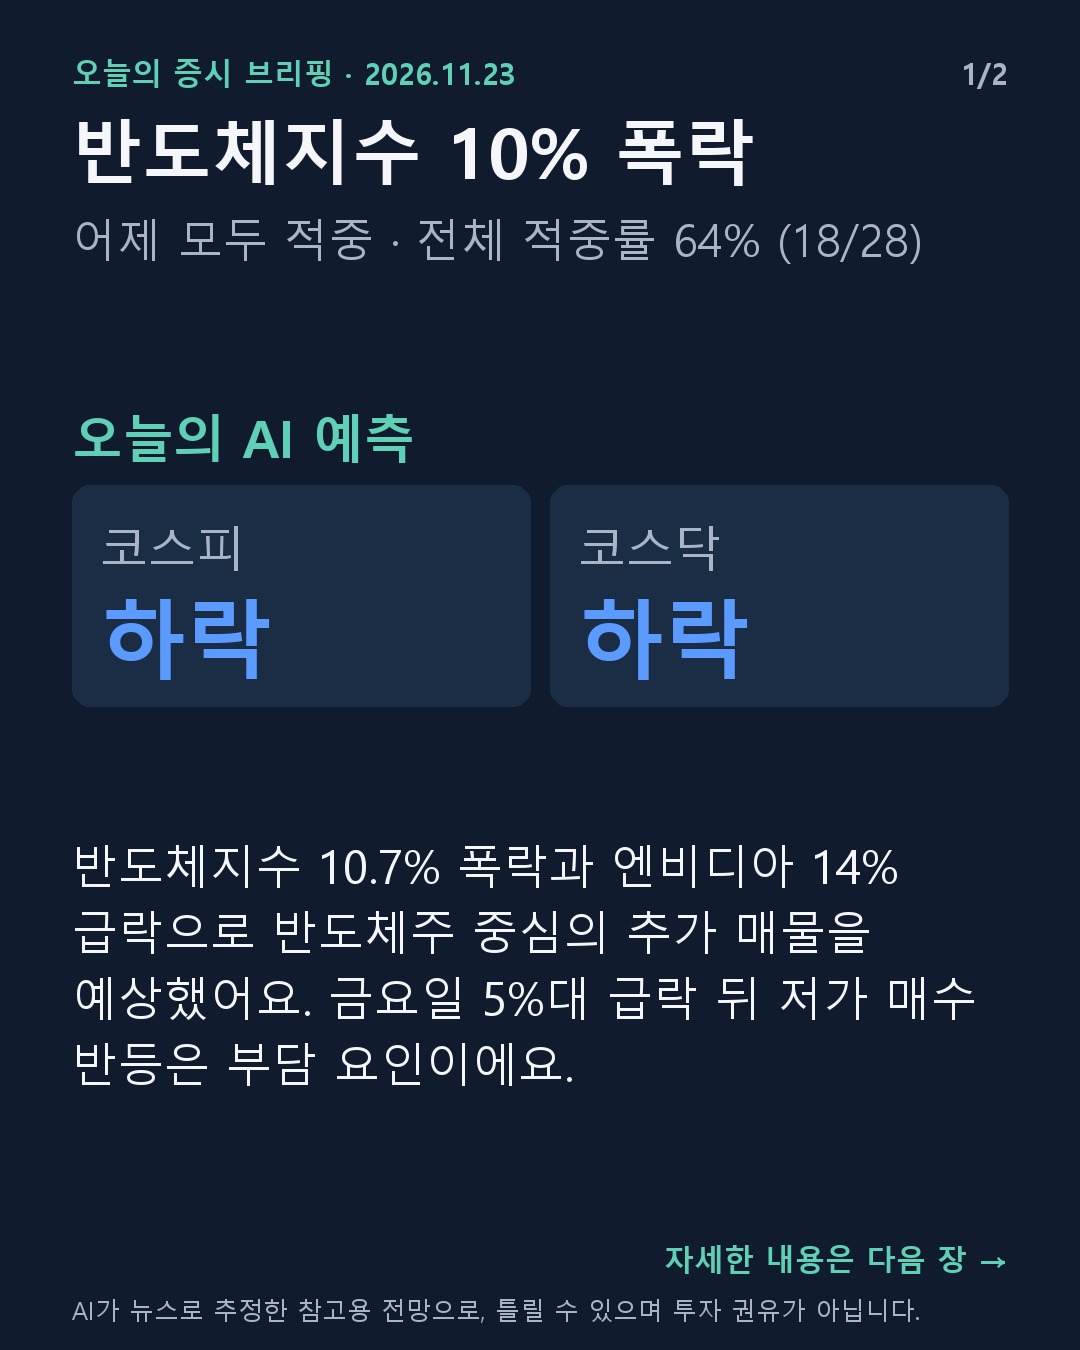 오늘의 증시 브리핑 · 2026.11.23
1/2
반도체지수 10% 폭락
어제 모두 적중 · 전체 적중률 64% (18/28)
오늘의 AI 예측
코스피
하락
코스닥
하락
반도체지수 10.7% 폭락과 엔비디아 14%
급락으로 반도체주 중심의 추가 매물을
예상했어요. 금요일 5%대 급락 뒤 저가 매수
반등은 부담 요인이에요.
자세한 내용은 다음 장 →
AI가 뉴스로 추정한 참고용 전망으로, 틀릴 수 있으며 투자 권유가 아닙니다.